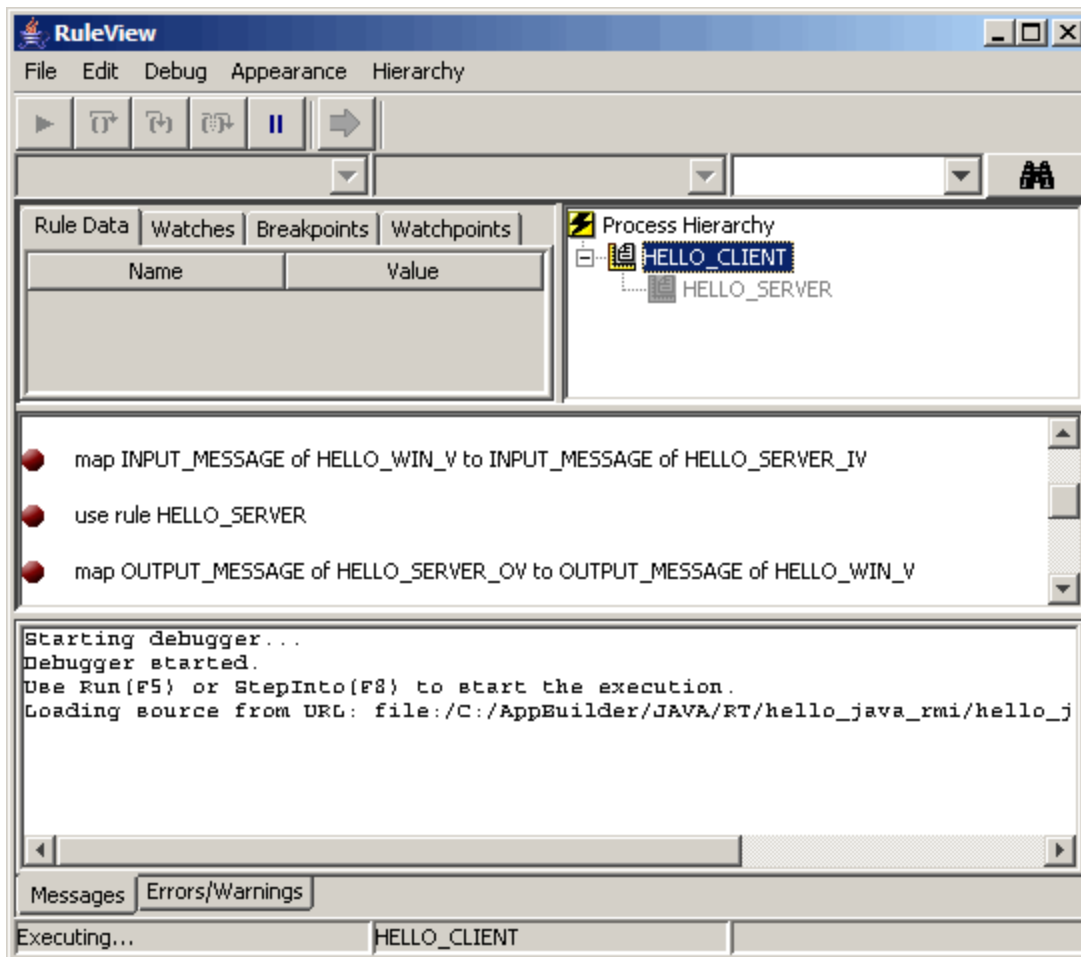 RuleView
File Edit Debug Appearance Hierarchy
Rule Data Watches Breakpoints Watchpoints
Name Value
Process Hierarchy
HELLO_CLIENT
HELLO_SERVER
map INPUT_MESSAGE of HELLO_WIN_V to INPUT_MESSAGE of HELLO_SERVER_IV
use rule HELLO_SERVER
map OUTPUT_MESSAGE of HELLO_SERVER_OV to OUTPUT_MESSAGE of HELLO_WIN_V
Starting debugger...
Debugger started.
Use Run(F5) or StepInto(F8) to start the execution.
Loading source from URL: file:/C:/AppBuilder/JAVA/RT/hello_java_rmi/hello_j
Messages Errors/Warnings
Executing... HELLO_CLIENT